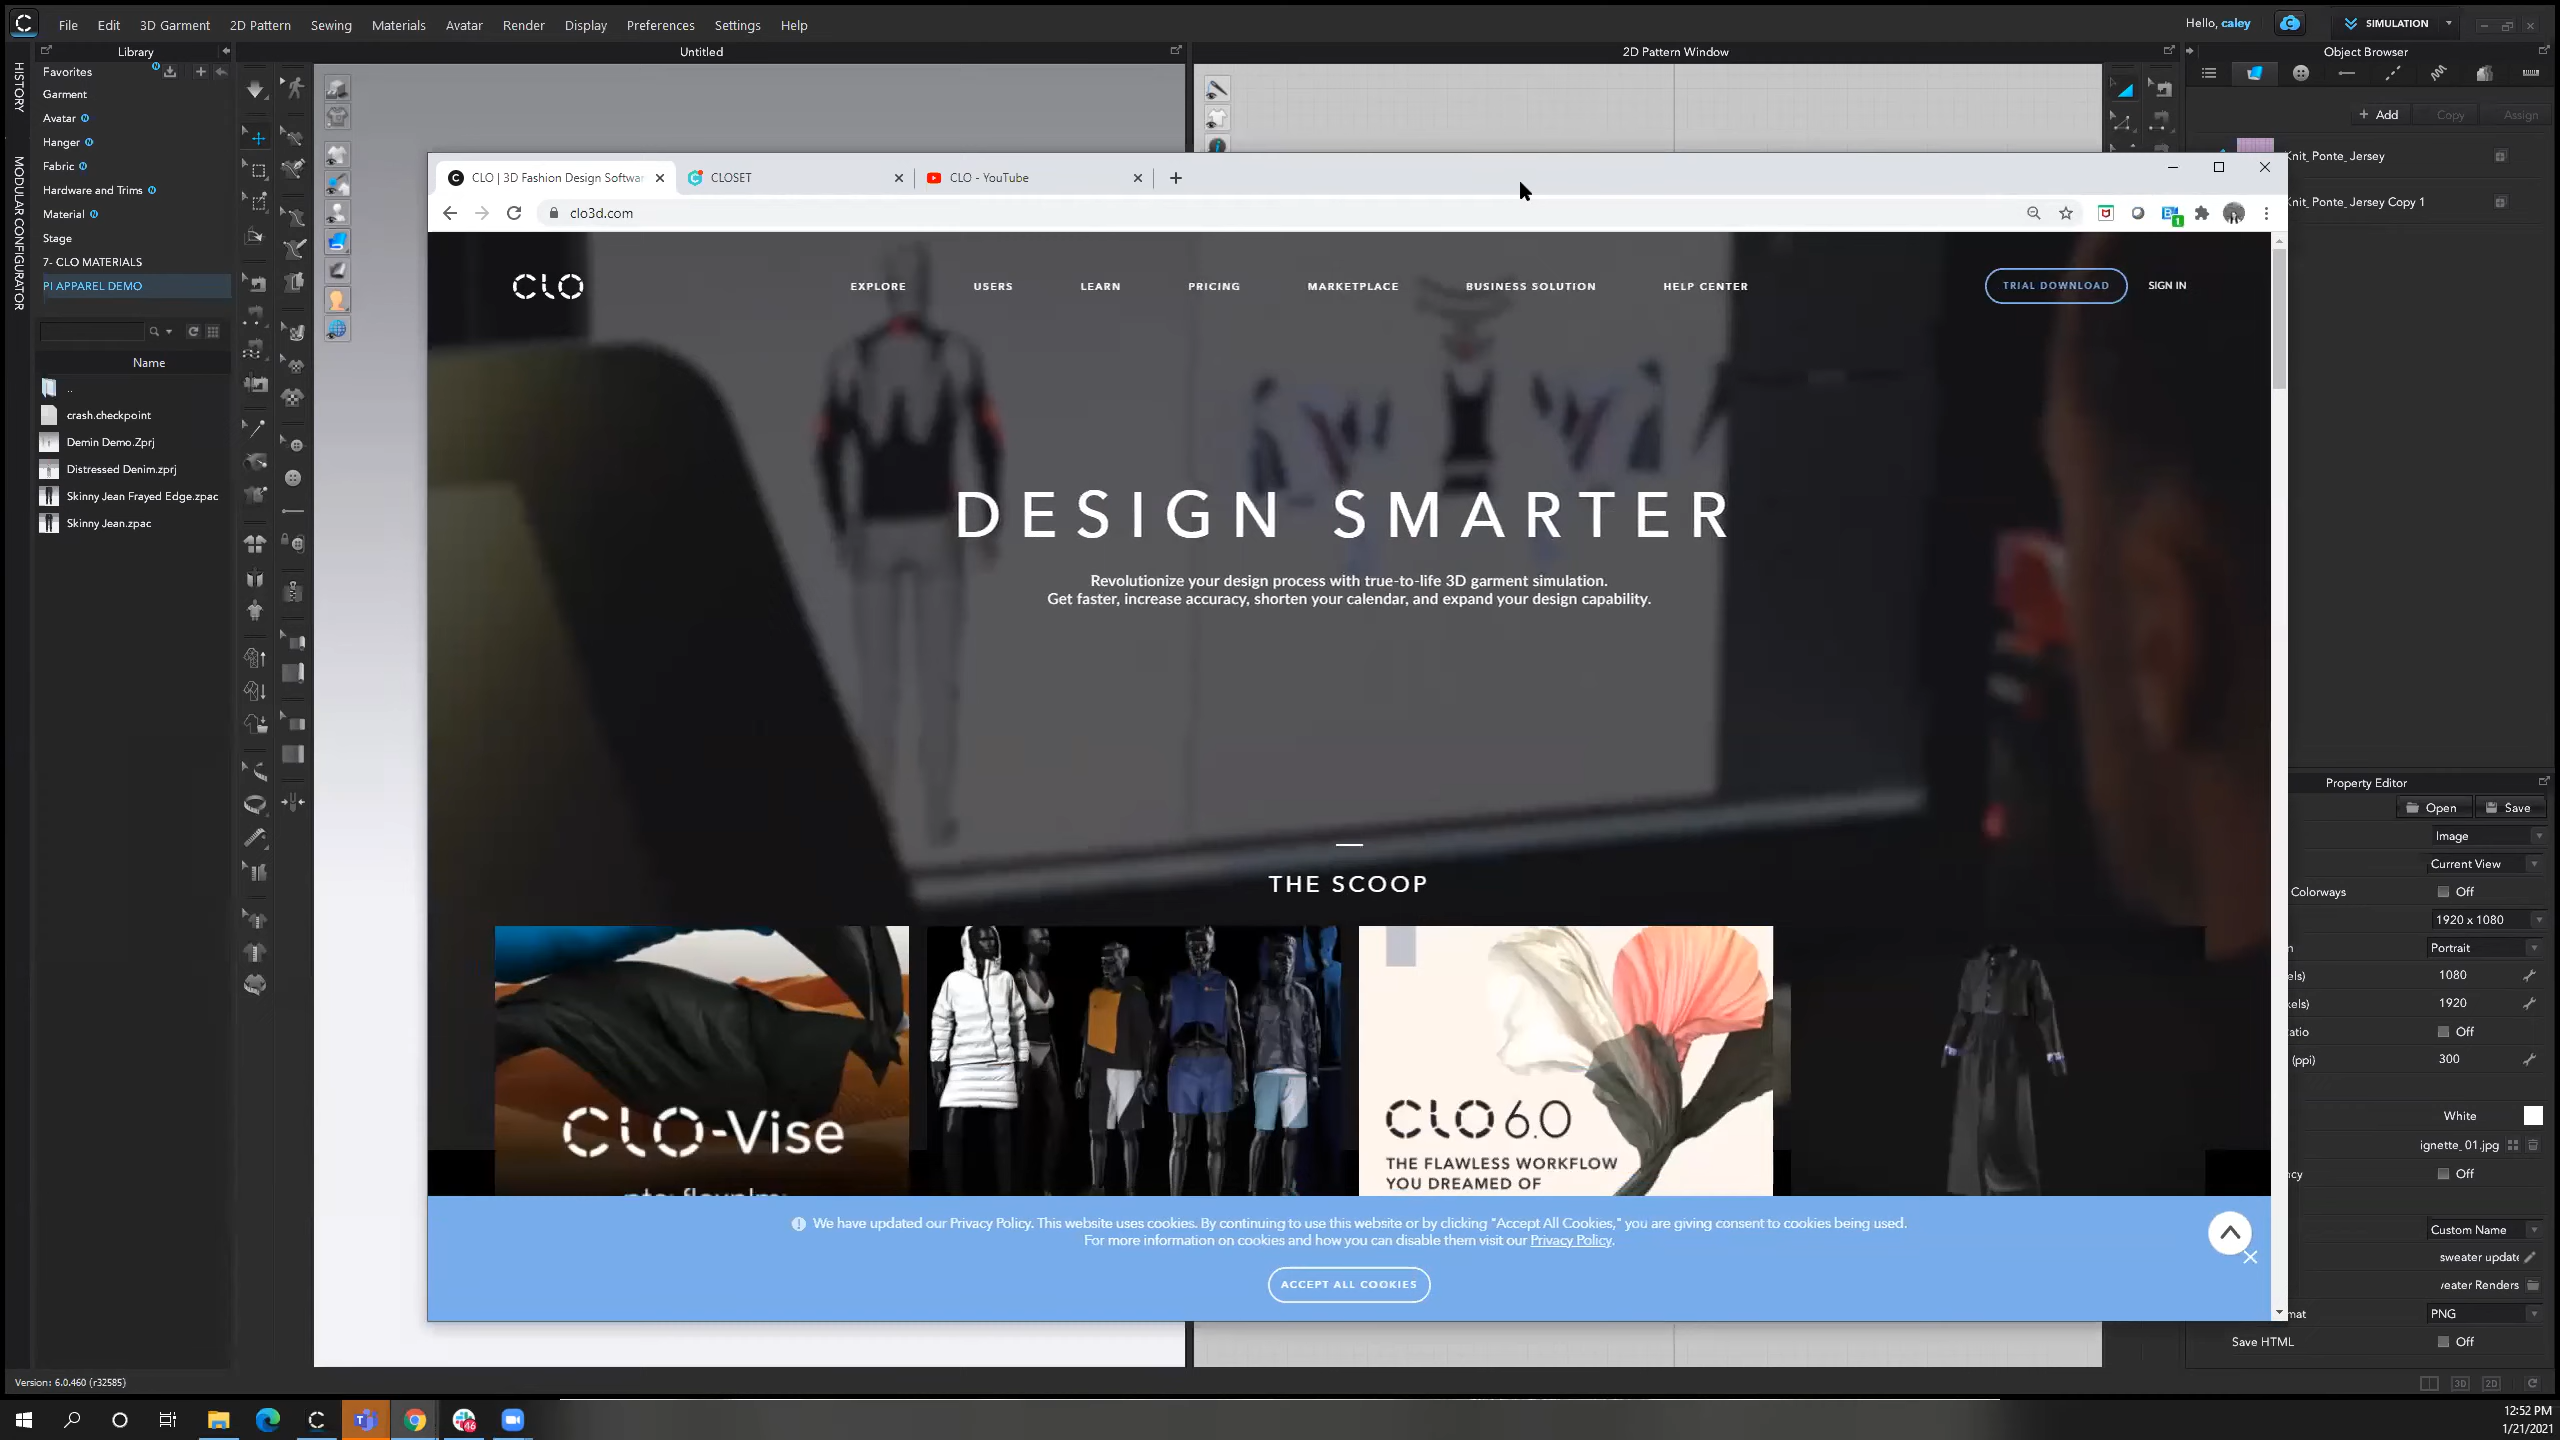 File Edit 3D Garment 2D Pattern Sewing Materials Avatar Render Display Preferences Settings Help
Hello, caley
SIMULATION
HISTORY
MODULAR CONFIGURATOR
Library
Untitled
2D Pattern Window
Object Browser
Favorites
Garment
Avatar
Hanger
Fabric
Hardware and Trims
Material
Stage
7- CLO MATERIALS
PI APPAREL DEMO
Name
..
crash.checkpoint
Demin Demo.Zprj
Distressed Denim.zprj
Skinny Jean Frayed Edge.zpac
Skinny Jean.zpac
+ Add Copy Assign
Knit_Ponte_Jersey
Knit_Ponte_Jersey Copy 1
CLO | 3D Fashion Design Softwar
CLOSET
CLO - YouTube
clo3d.com
CLO
EXPLORE USERS LEARN PRICING MARKETPLACE BUSINESS SOLUTION HELP CENTER
TRIAL DOWNLOAD
SIGN IN
DESIGN SMARTER
Revolutionize your design process with true-to-life 3D garment simulation.
Get faster, increase accuracy, shorten your calendar, and expand your design capability.
THE SCOOP
CLO-Vise
CLO 6.0
THE FLAWLESS WORKFLOW
YOU DREAMED OF
We have updated our Privacy Policy. This website uses cookies. By continuing to use this website or by clicking "Accept All Cookies," you are giving consent to cookies being used.
For more information on cookies and how you can disable them visit our Privacy Policy.
ACCEPT ALL COOKIES
Property Editor
Open Save
Image
Current View
Colorways Off
1920 x 1080
n Portrait
els) 1080
xels) 1920
atio Off
(ppi) 300
White
ignette_01.jpg
ncy Off
Custom Name
sweater update
/eater Renders
mat PNG
Save HTML Off
Version: 6.0.460 (r32585)
3D 2D
46
12:52 PM
1/21/2021